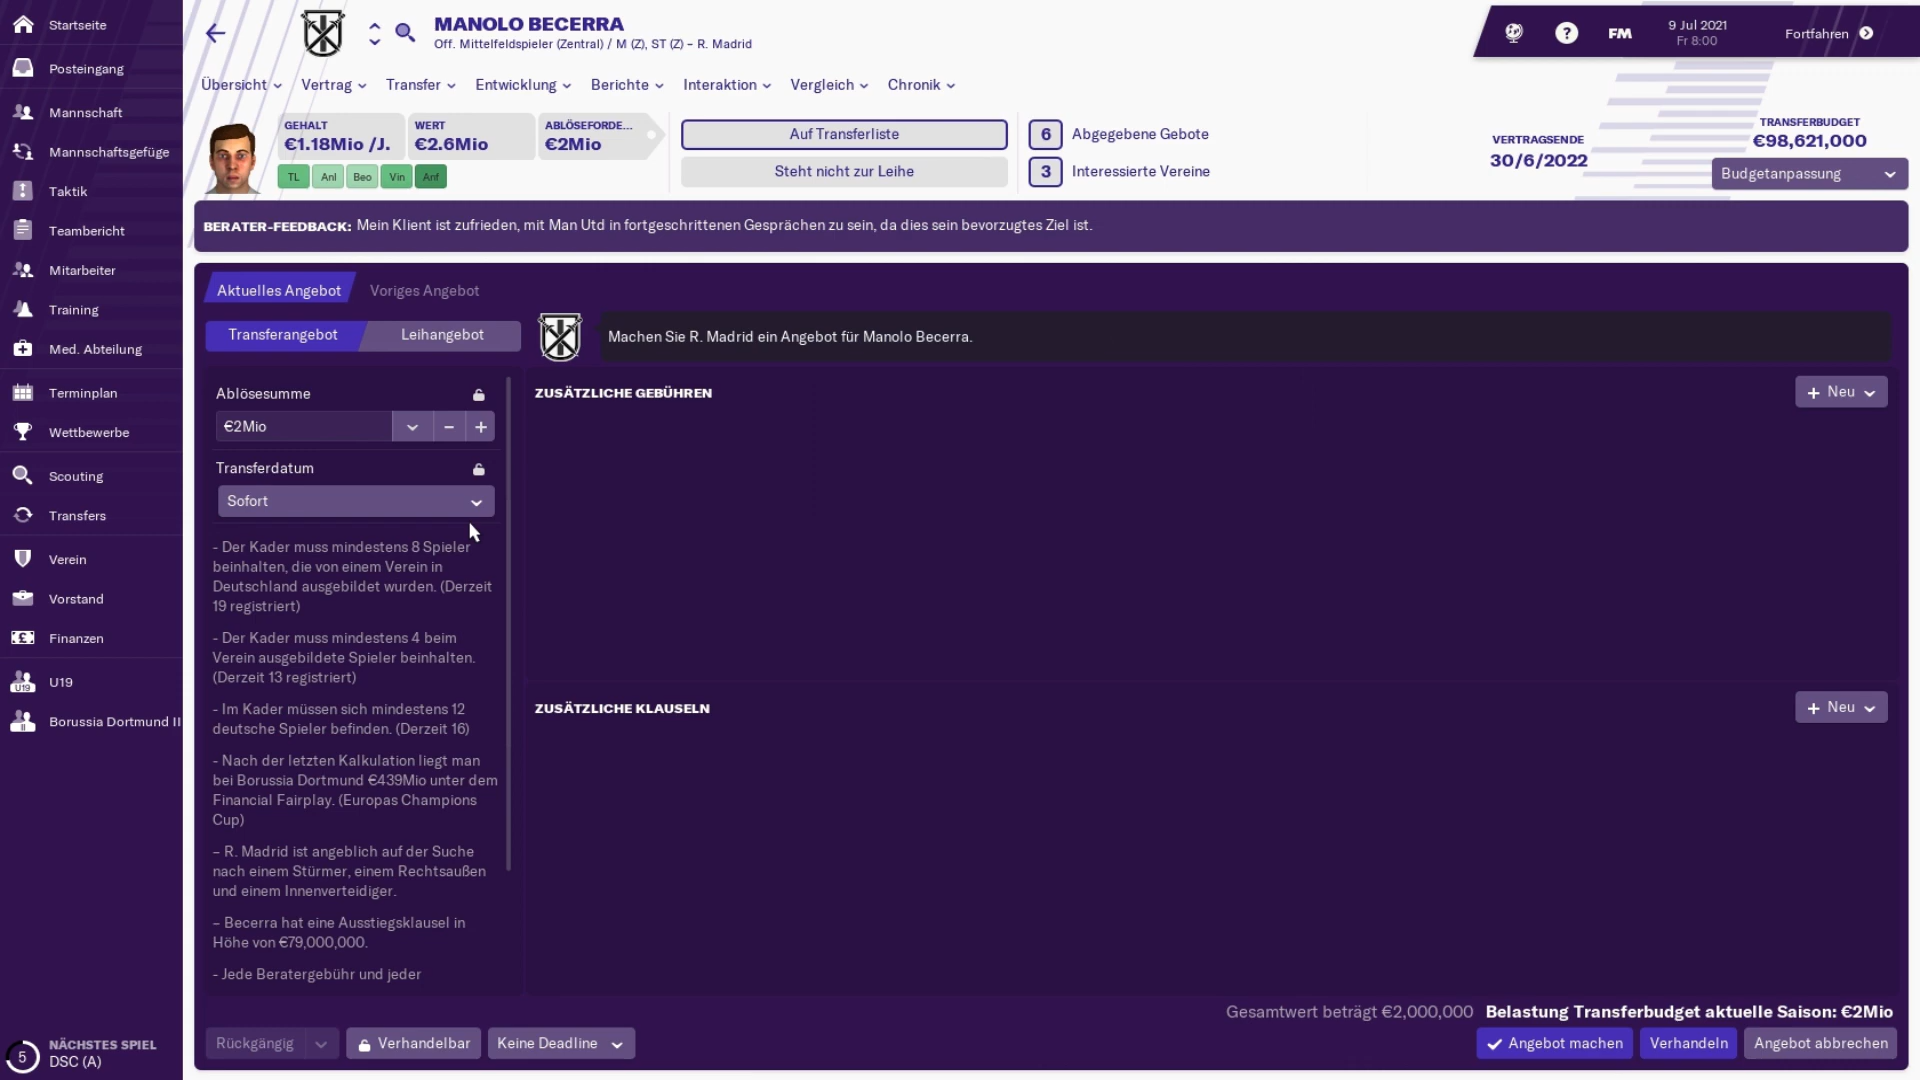 Startseite
Posteingang
Mannschaft
Mannschaftsgefüge
Taktik
Teambericht
Mitarbeiter
Training
Med. Abteilung
Terminplan
Wettbewerbe
Scouting
Transfers
Verein
Vorstand
Finanzen
U19
U19
Borussia Dortmund II
II
5
NÄCHSTES SPIEL
DSC (A)
MANOLO BECERRA
Off. Mittelfeldspieler (Zentral) / M (Z), ST (Z) - R. Madrid
? FM
9 Jul 2021
Fr 8:00
Fortfahren
Übersicht Vertrag Transfer Entwicklung Berichte Interaktion Vergleich Chronik
GEHALT
€1.18Mio /J.
WERT
€2.6Mio
ABLÖSEFORDE...
€2Mio
TL Anl Beo Vin Anf
Auf Transferliste
Steht nicht zur Leihe
6 Abgegebene Gebote
3 Interessierte Vereine
VERTRAGSENDE
30/6/2022
TRANSFERBUDGET
€98,621,000
Budgetanpassung
BERATER-FEEDBACK: Mein Klient ist zufrieden, mit Man Utd in fortgeschrittenen Gesprächen zu sein, da dies sein bevorzugtes Ziel ist.
Aktuelles Angebot Voriges Angebot
Transferangebot Leihangebot
Machen Sie R. Madrid ein Angebot für Manolo Becerra.
Ablösesumme
€2Mio
Transferdatum
Sofort
- Der Kader muss mindestens 8 Spieler
beinhalten, die von einem Verein in
Deutschland ausgebildet wurden. (Derzeit
19 registriert)
- Der Kader muss mindestens 4 beim
Verein ausgebildete Spieler beinhalten.
(Derzeit 13 registriert)
- Im Kader müssen sich mindestens 12
deutsche Spieler befinden. (Derzeit 16)
- Nach der letzten Kalkulation liegt man
bei Borussia Dortmund €439Mio unter dem
Financial Fairplay. (Europas Champions
Cup)
- R. Madrid ist angeblich auf der Suche
nach einem Stürmer, einem Rechtsaußen
und einem Innenverteidiger.
- Becerra hat eine Ausstiegsklausel in
Höhe von €79,000,000.
- Jede Beratergebühr und jeder
ZUSÄTZLICHE GEBÜHREN
+ Neu
ZUSÄTZLICHE KLAUSELN
+ Neu
Gesamtwert beträgt €2,000,000 Belastung Transferbudget aktuelle Saison: €2Mio
Rückgängig Verhandelbar Keine Deadline
Angebot machen Verhandeln Angebot abbrechen